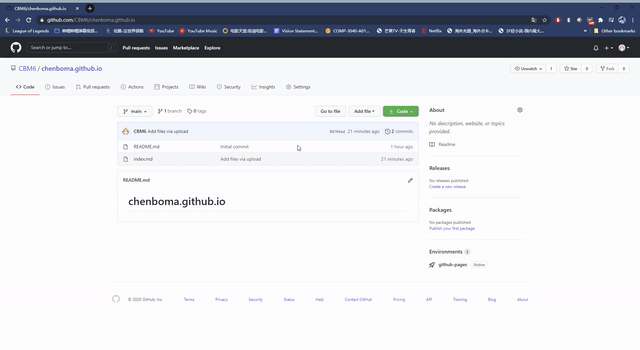 CBM6/chenboma.github.io
github.com/CBM6/chenboma.github.io
League of Legends
YouTube
YouTube Music
Vision Statement...
Netflix
Other bookmarks
Search or jump to...
Pull requests
Issues
Marketplace
Explore
CBM6 / chenboma.github.io
Unwatch
1
Star
0
Fork
0
Code
Issues
Pull requests
Actions
Projects
Wiki
Security
Insights
Settings
main
1 branch
0 tags
Go to file
Add file
Code
CBM6 Add files via upload
21 minutes ago
2 commits
README.md
Initial commit
1 hour ago
index.md
Add files via upload
21 minutes ago
README.md
chenboma.github.io
About
No description, website, or topics
provided.
Readme
Releases
No releases published
Create a new release
Packages
No packages published
Publish your first package
Environments 1
github-pages
Active
© 2020 GitHub, Inc.
Terms
Privacy
Security
Status
Help
Contact GitHub
Pricing
API
Training
Blog
About